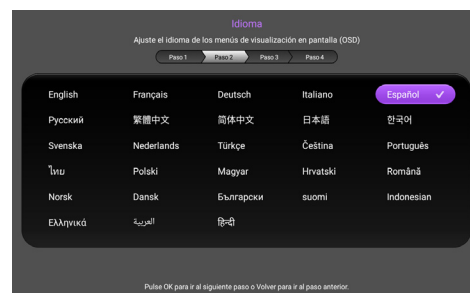 Idioma
Ajuste el idioma de los menús de visualización en pantalla (OSD)
Paso 1 Paso 2 Paso 3 Paso 4
English Français Deutsch Italiano Español
Русский 繁體中文 简体中文 日本語 한국어
Svenska Nederlands Türkçe Čeština Português
ไทย Polski Magyar Hrvatski Română
Norsk Dansk Български suomi Indonesian
Ελληνικά العربية हिन्दी
Pulse OK para ir al siguiente paso o Volver para ir al paso anterior.